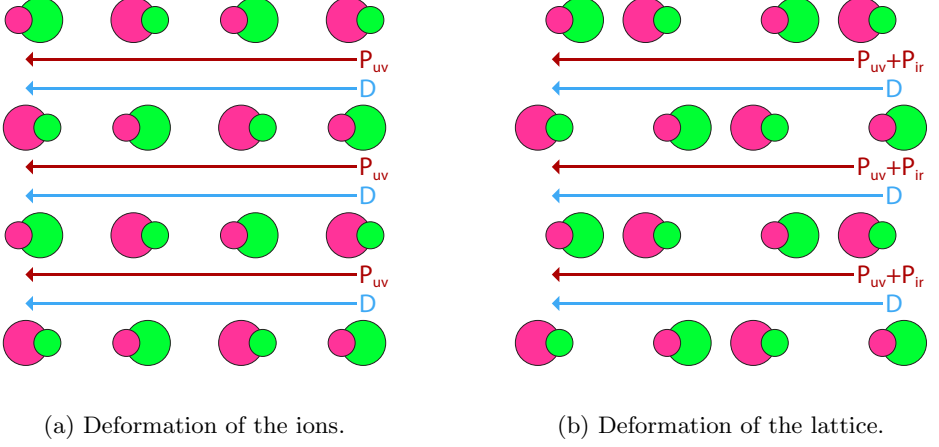 P_uv P_uv+P_ir
D D
P_uv P_uv+P_ir
D D
P_uv P_uv+P_ir
D D
(a) Deformation of the ions. (b) Deformation of the lattice.